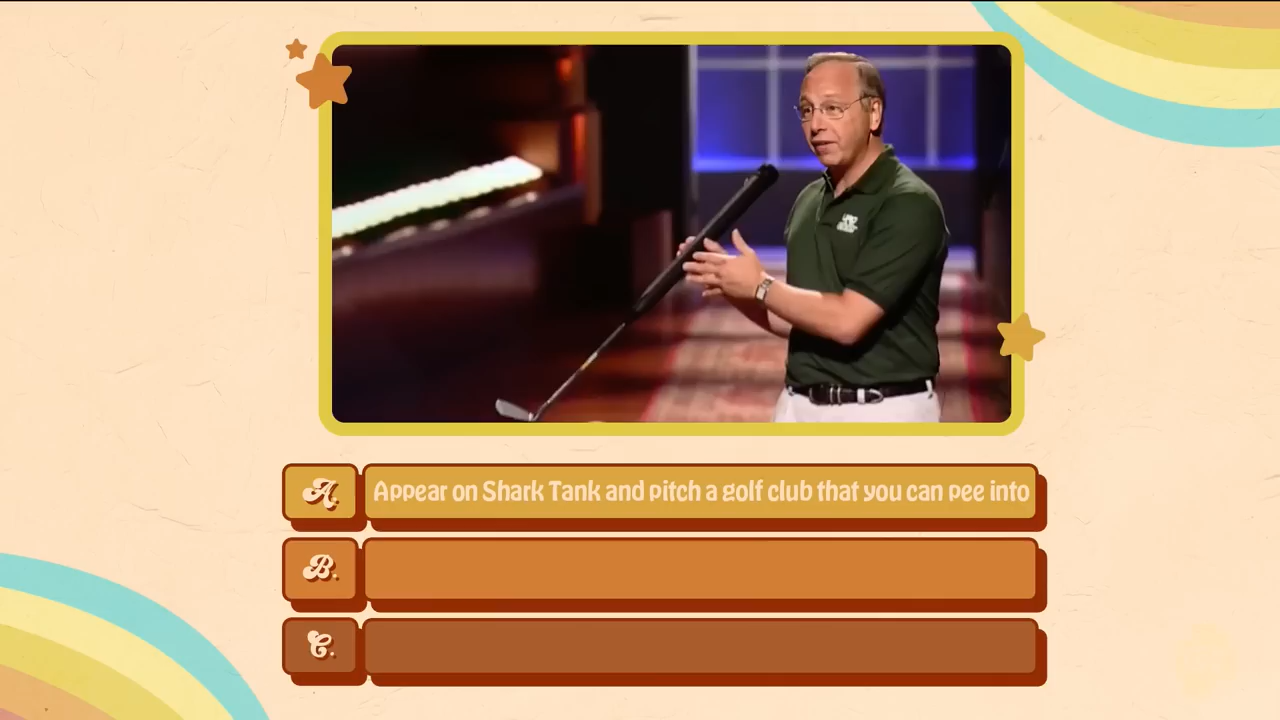 A. Appear on Shark Tank and pitch a golf club that you can pee into
B.
C.